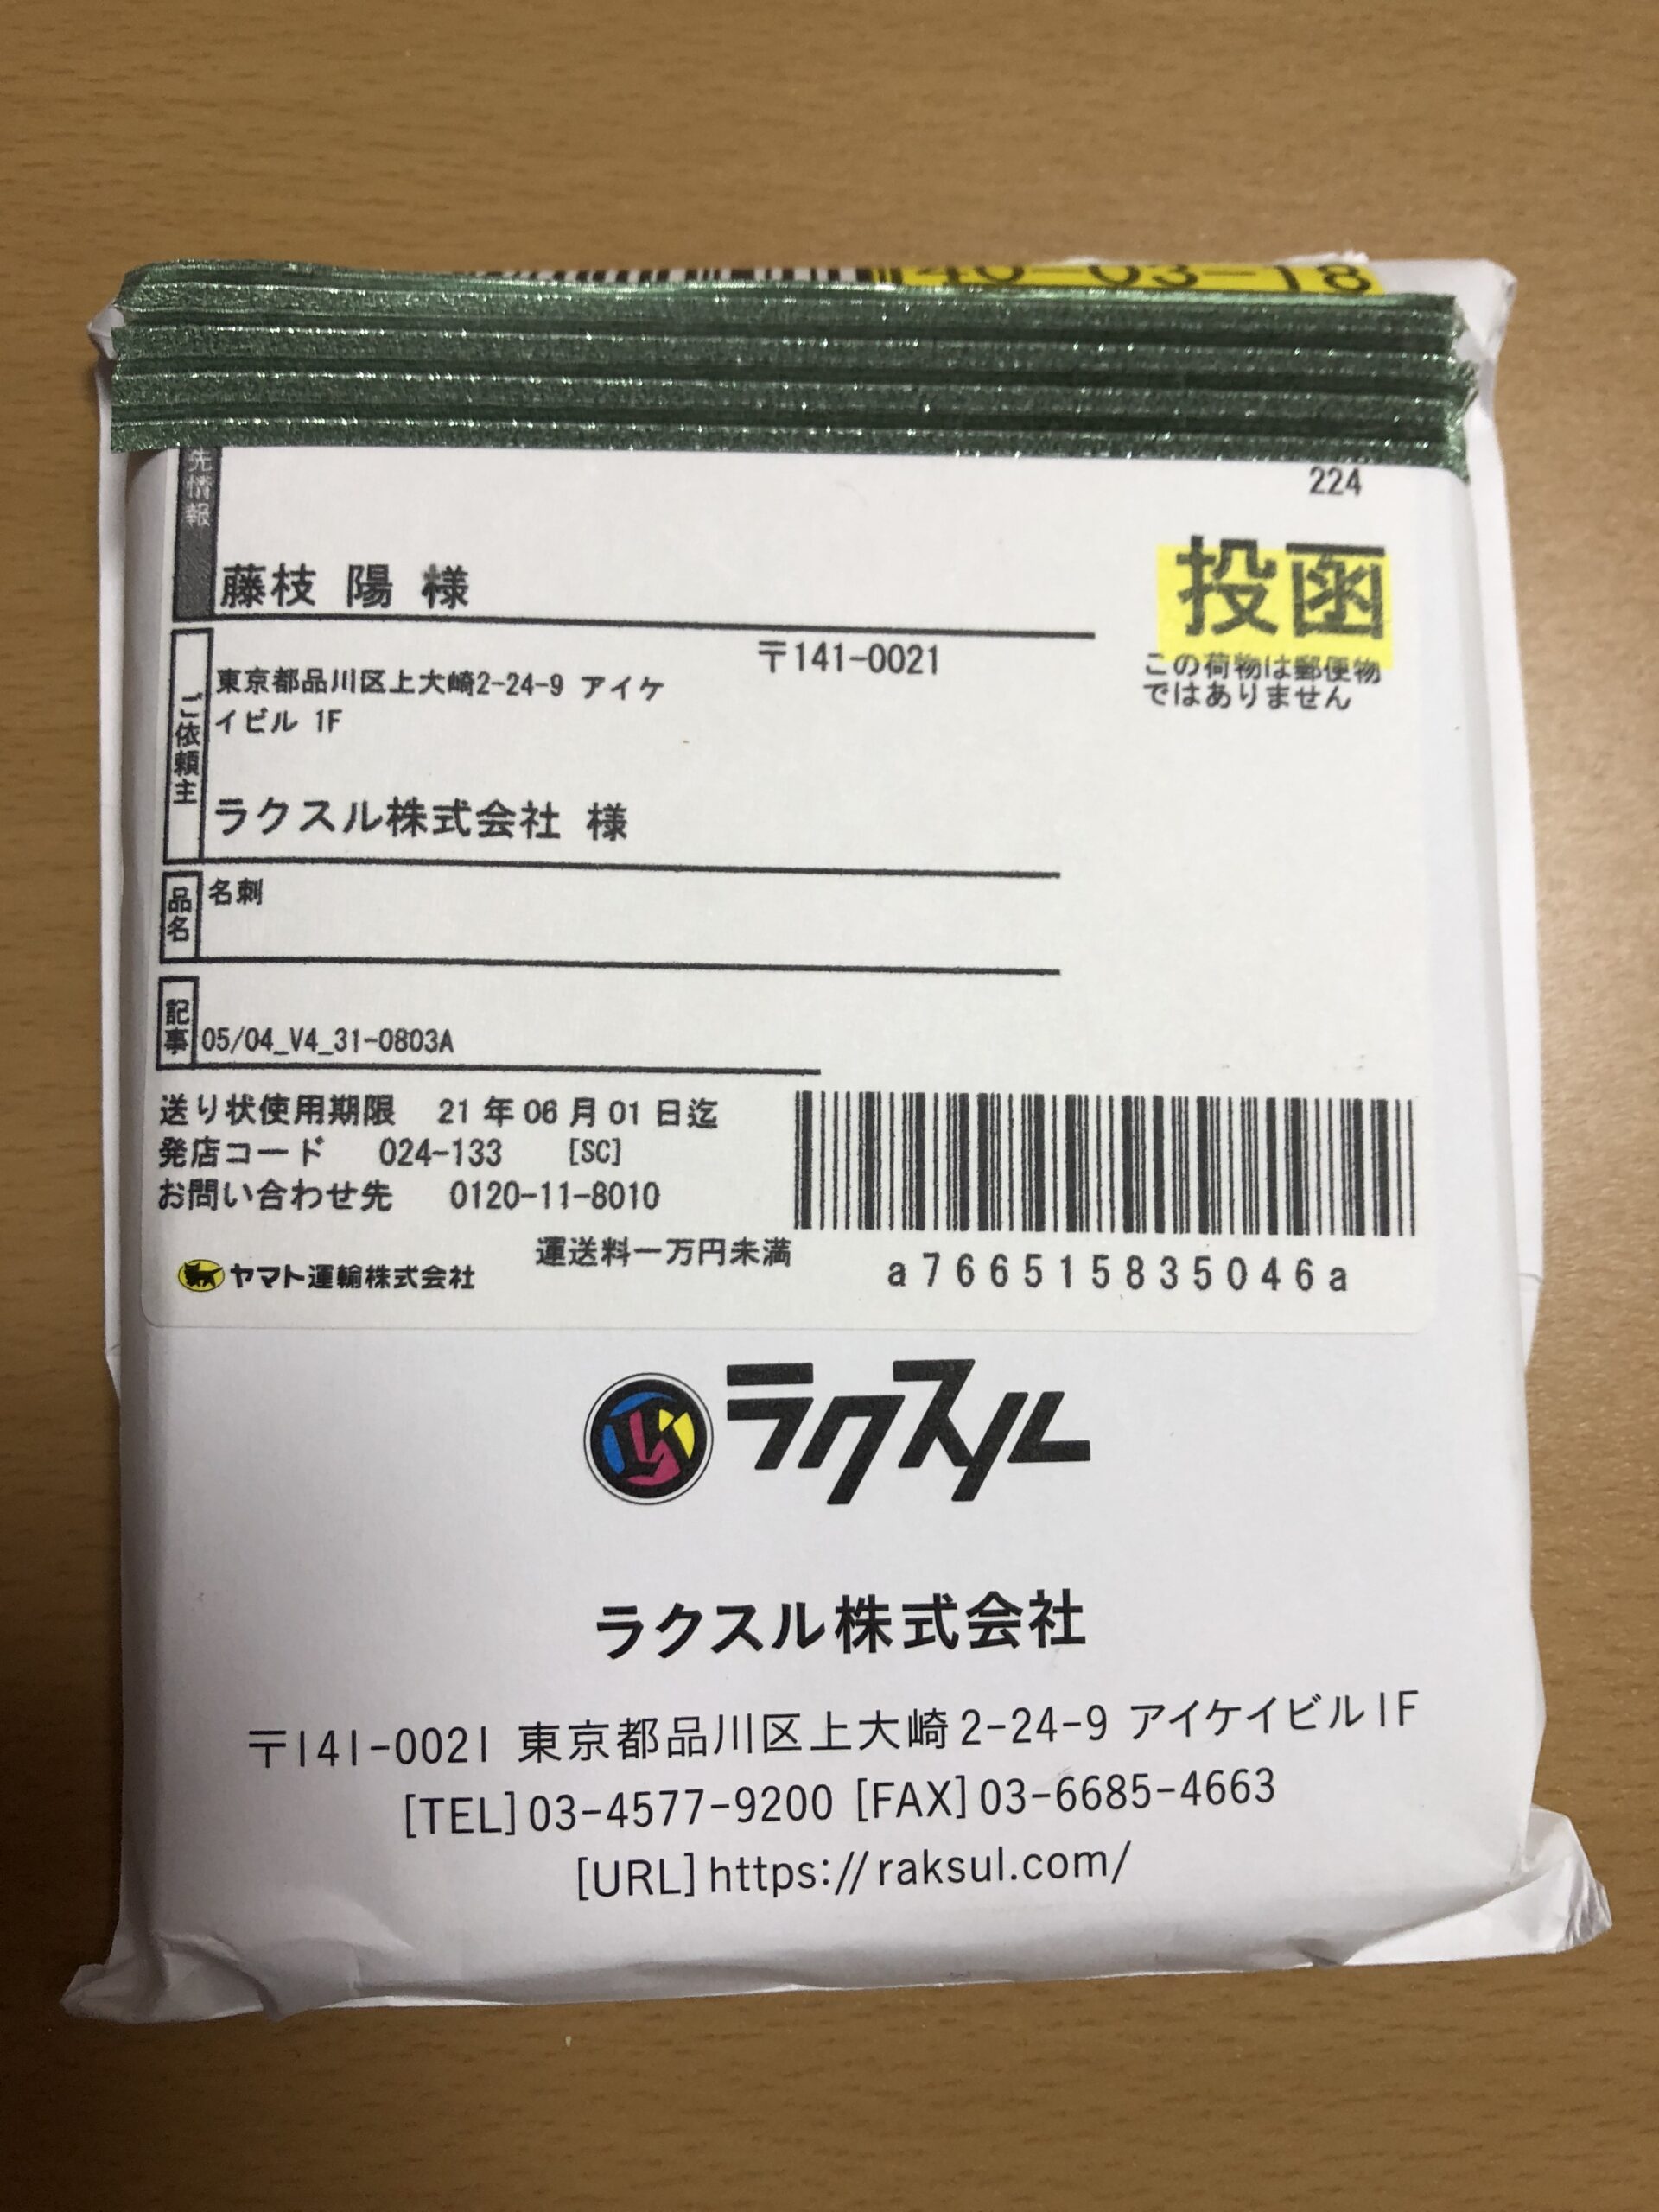 40-03-18
先情報
224
藤枝 陽 様
投函
この荷物は郵便物
ではありません
ご依頼主
〒141-0021
東京都品川区上大崎2-24-9 アイケ
イビル 1F
ラクスル株式会社 様
品名
名刺
記事
05/04_V4_31-0803A
送り状使用期限 21年06月01日迄
発店コード 024-133 [SC]
お問い合わせ先 0120-11-8010
運送料一万円未満
ヤマト運輸株式会社
a766515835046a
ラクスル
ラクスル株式会社
〒141-0021 東京都品川区上大崎2-24-9 アイケイビル1F
[TEL]03-4577-9200 [FAX]03-6685-4663
[URL]https://raksul.com/